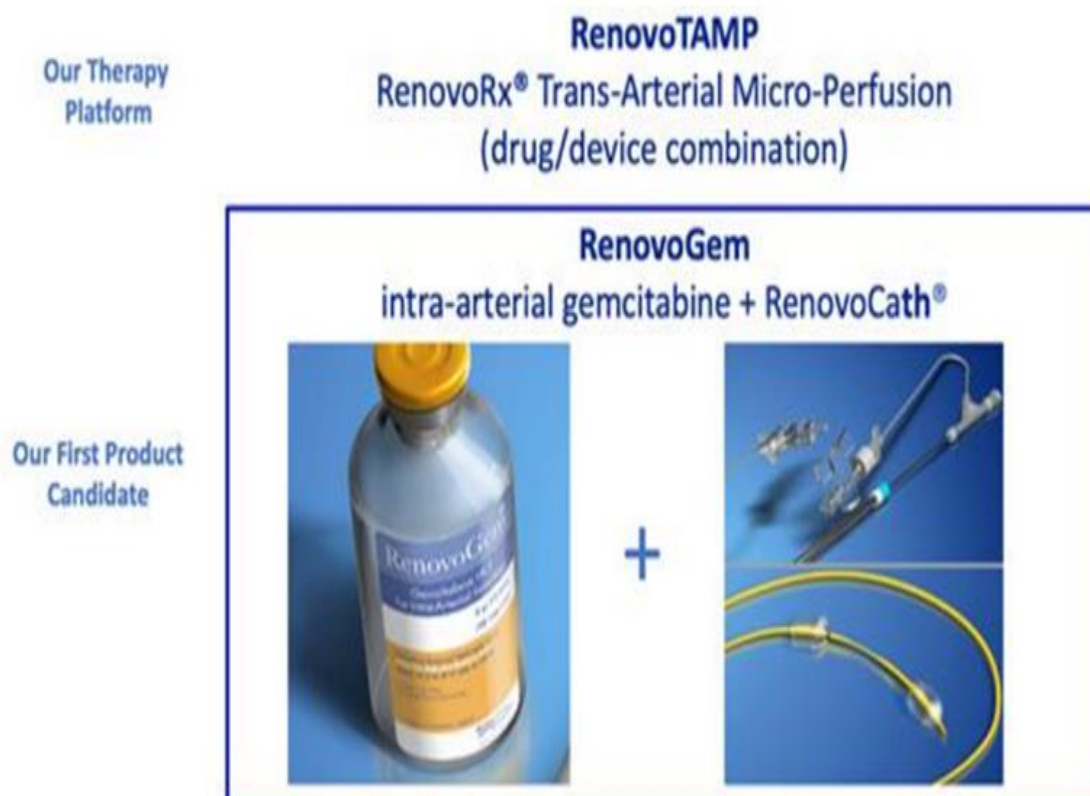 Our Therapy
Platform
RenovoTAMP
RenovoRx® Trans-Arterial Micro-Perfusion
(drug/device combination)
Our First Product
Candidate
RenovoGem
intra-arterial gemcitabine + RenovoCath®
RenovoGem
+